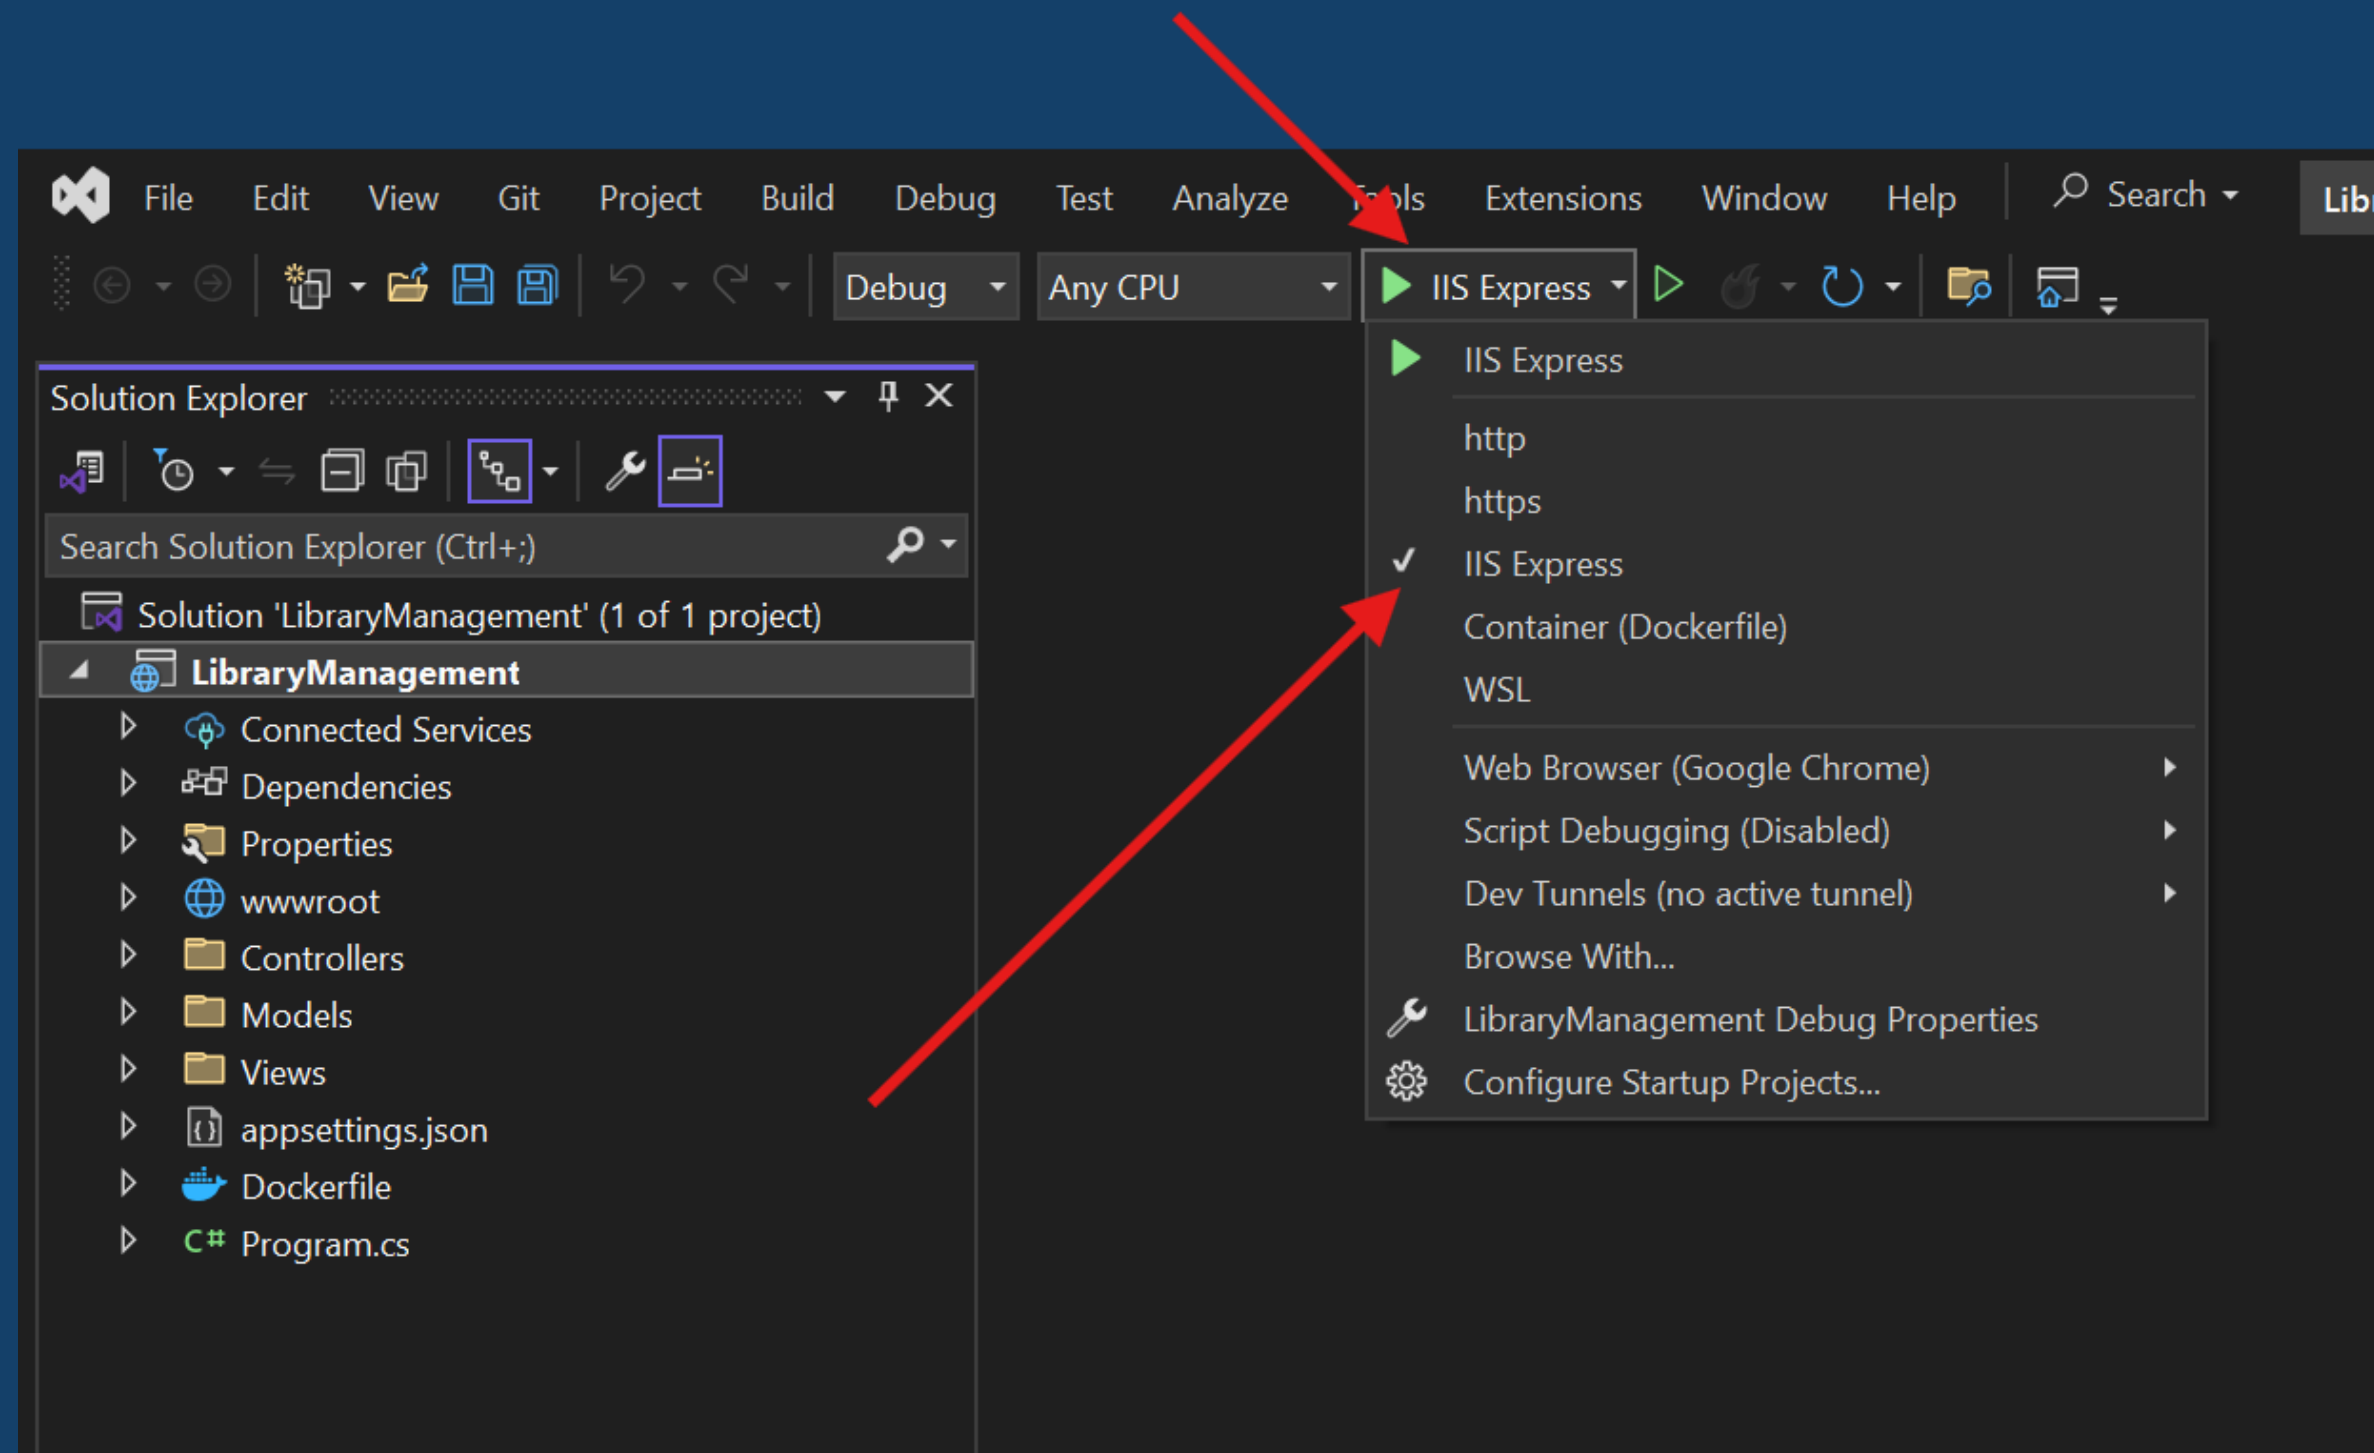 File Edit View Git Project Build Debug Test Analyze Extensions Window Help Search
Debug Any CPU IIS Express
Solution Explorer
Search Solution Explorer (Ctrl+;)
Solution 'LibraryManagement' (1 of 1 project)
LibraryManagement
Connected Services
Dependencies
Properties
wwwroot
Controllers
Models
Views
appsettings.json
Dockerfile
C# Program.cs
IIS Express
http
https
IIS Express
Container (Dockerfile)
WSL
Web Browser (Google Chrome)
Script Debugging (Disabled)
Dev Tunnels (no active tunnel)
Browse With...
LibraryManagement Debug Properties
Configure Startup Projects...